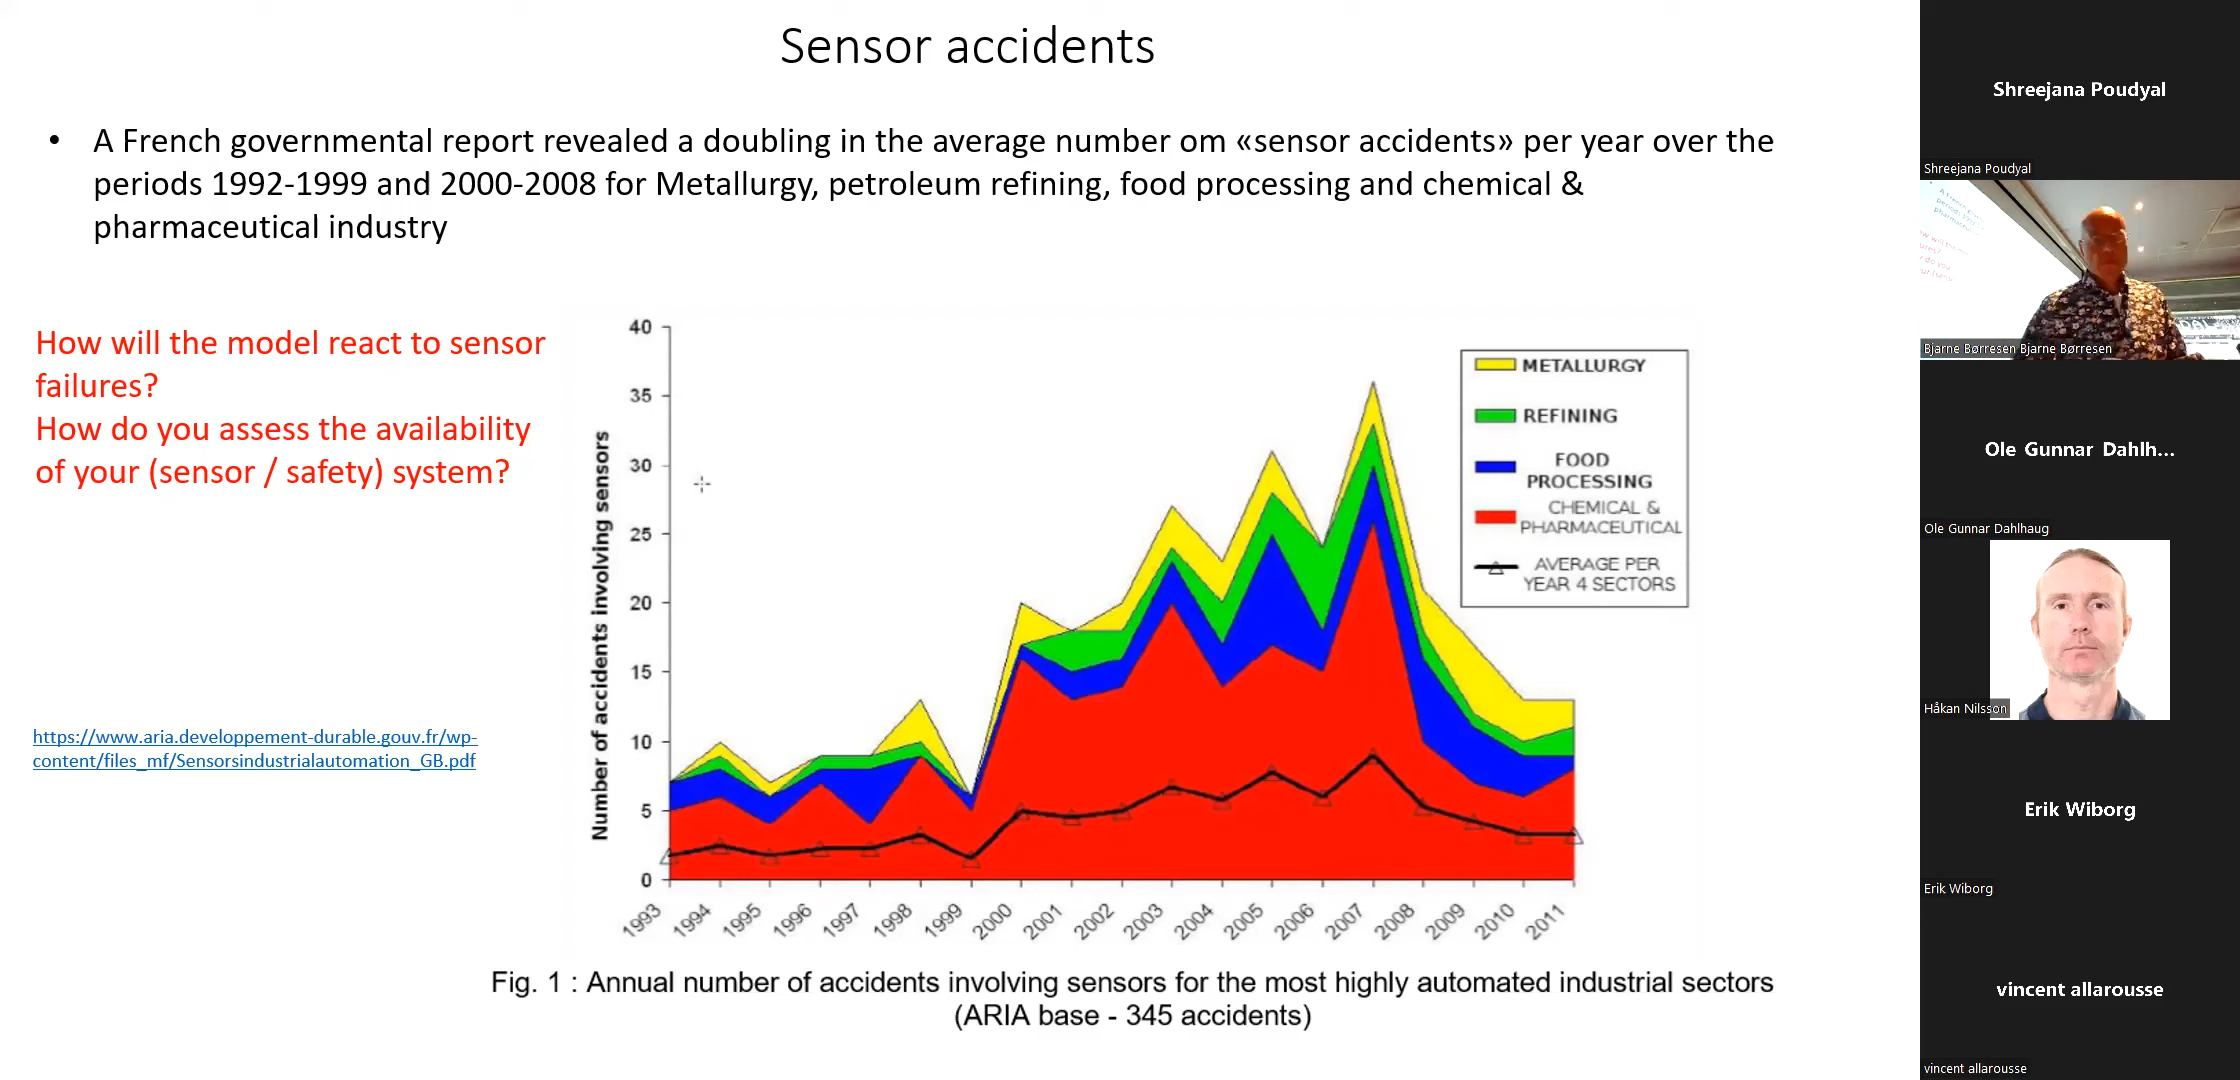 Sensor accidents
• A French governmental report revealed a doubling in the average number om «sensor accidents» per year over the
periods 1992-1999 and 2000-2008 for Metallurgy, petroleum refining, food processing and chemical &
pharmaceutical industry
How will the model react to sensor
failures?
How do you assess the availability
of your (sensor / safety) system?
https://www.aria.developpement-durable.gouv.fr/wp-
content/files_mf/Sensorsindustrialautomation_GB.pdf
Number of accidents involving sensors
40
35
30
25
20
15
10
5
0
1993
1994
1995
1996
1997
1998
1999
2000
2001
2002
2003
2004
2005
2006
2007
2008
2009
2010
2011
METALLURGY
REFINING
FOOD
PROCESSING
CHEMICAL &
PHARMACEUTICAL
AVERAGE PER
YEAR 4 SECTORS
Fig. 1 : Annual number of accidents involving sensors for the most highly automated industrial sectors
(ARIA base - 345 accidents)
Shreejana Poudyal
Shreejana Poudyal
Bjarne Børresen Bjarne Børresen
Ole Gunnar Dahlh...
Ole Gunnar Dahlhaug
Håkan Nilsson
Erik Wiborg
Erik Wiborg
vincent allarousse
vincent allarousse